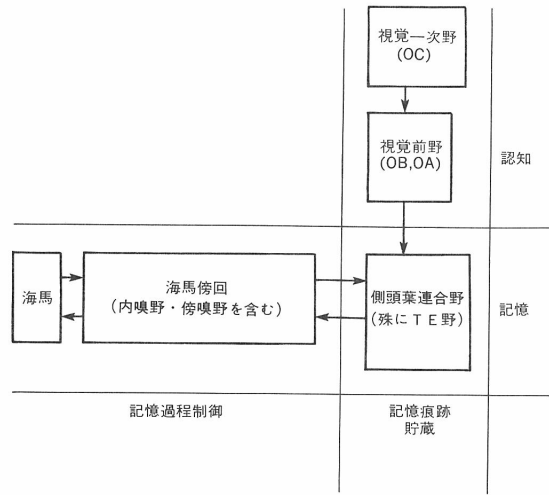 視覚一次野
(OC)
視覚前野
(OB,OA)
認知
海馬
海馬傍回
(内嗅野・傍嗅野を含む)
側頭葉連合野
(殊にTE野)
記憶
記憶過程制御
記憶痕跡
貯蔵